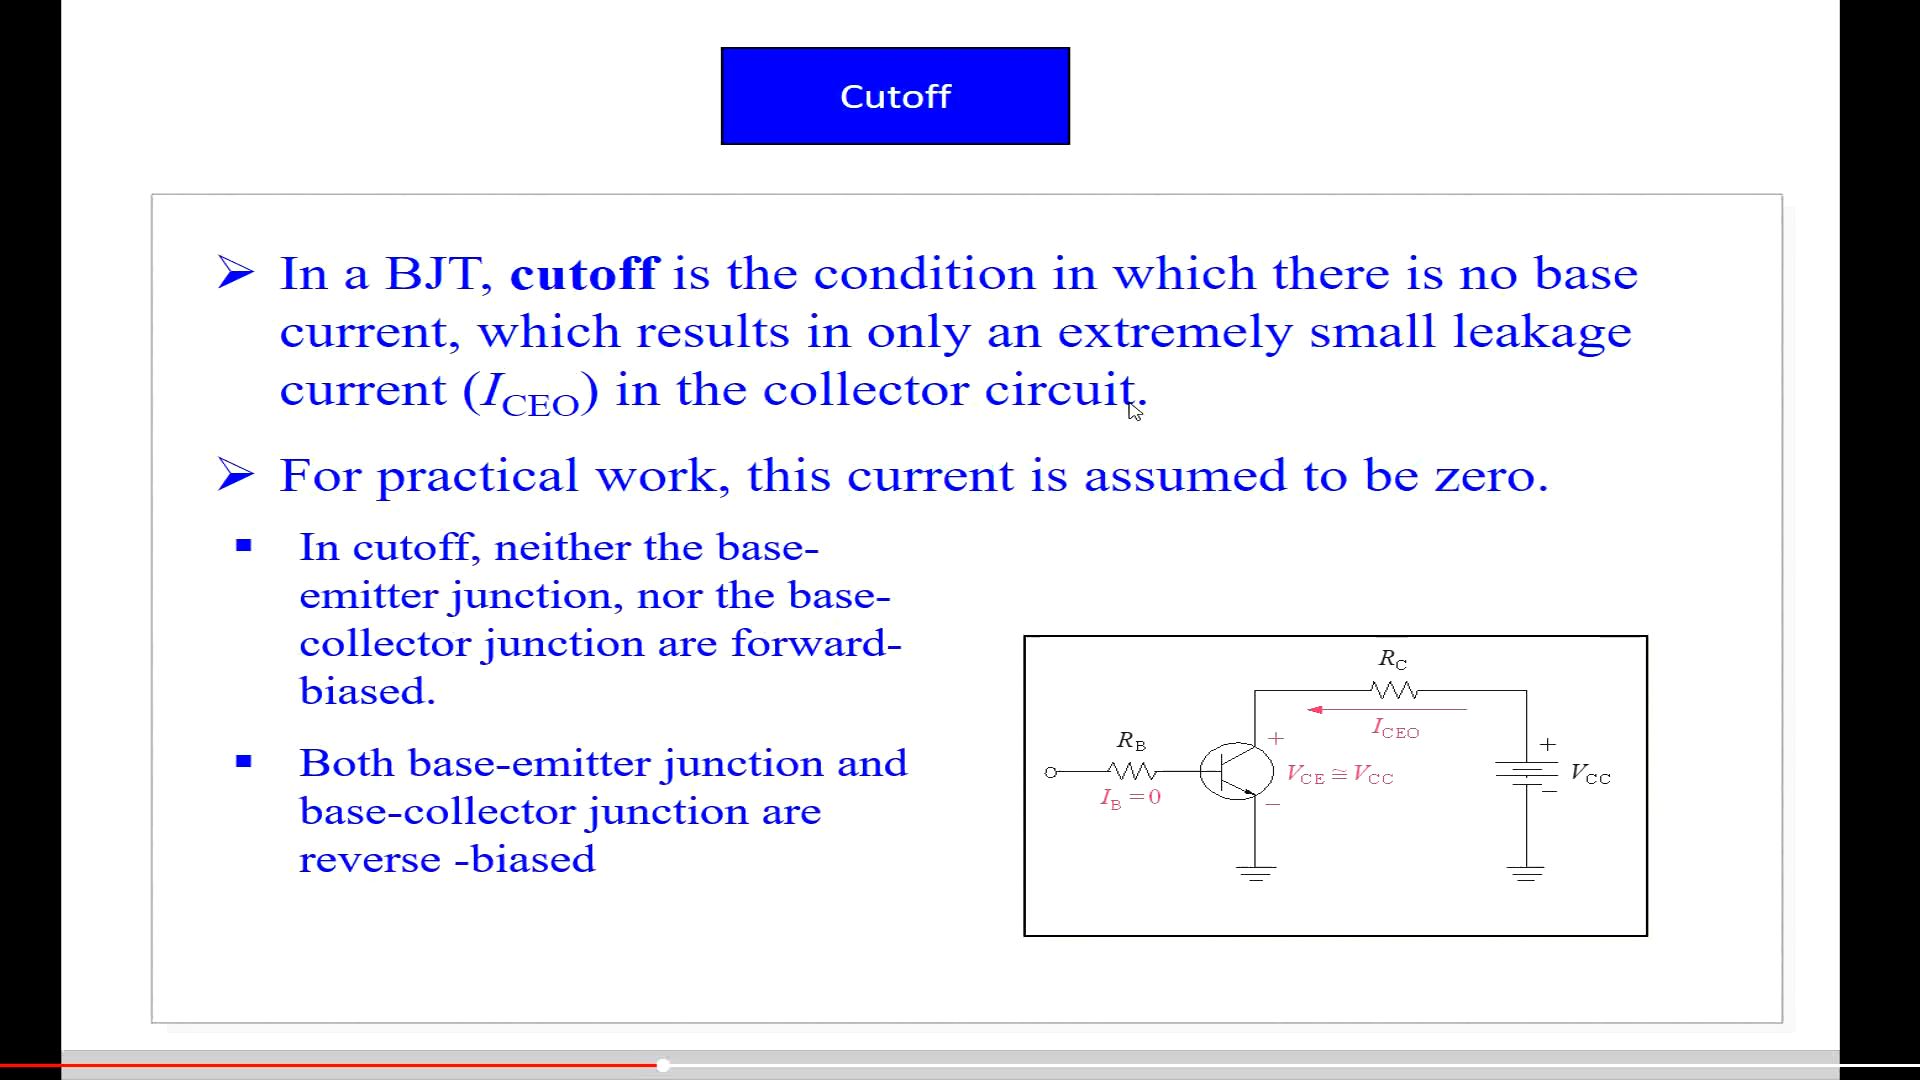 Cutoff
➢ In a BJT, cutoff is the condition in which there is no base
current, which results in only an extremely small leakage
current (I_CEO) in the collector circuit.
➢ For practical work, this current is assumed to be zero.
▪ In cutoff, neither the base-
emitter junction, nor the base-
collector junction are forward-
biased.
▪ Both base-emitter junction and
base-collector junction are
reverse -biased
R_C
I_CEO
R_B
I_B = 0
+
V_CE ≅ V_CC
−
+
V_CC
−